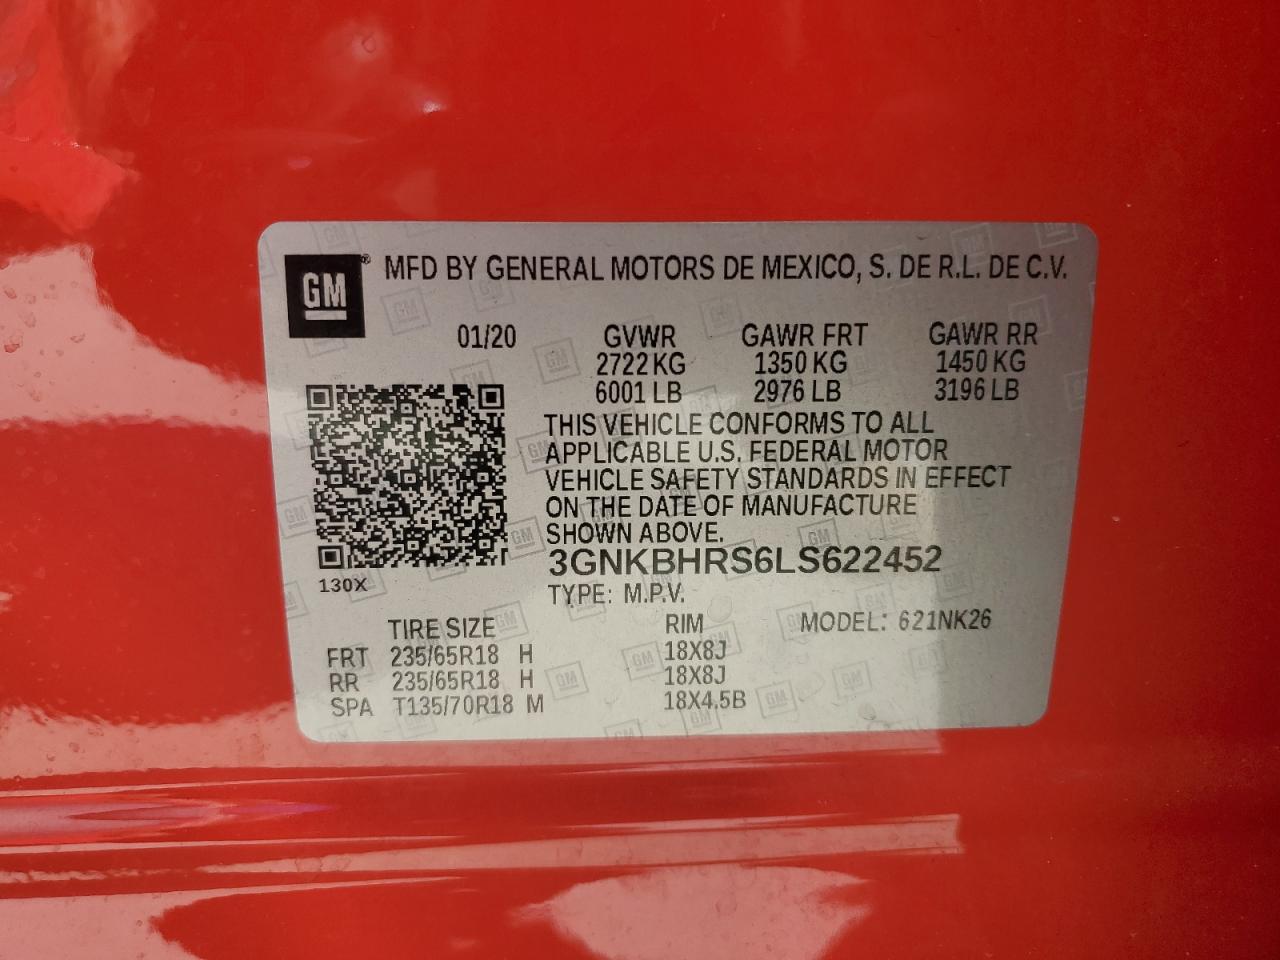 GM® MFD BY GENERAL MOTORS DE MEXICO, S. DE R.L. DE C.V.
01/20 GVWR GAWR FRT GAWR RR
2722 KG 1350 KG 1450 KG
6001 LB 2976 LB 3196 LB
THIS VEHICLE CONFORMS TO ALL
APPLICABLE U.S. FEDERAL MOTOR
VEHICLE SAFETY STANDARDS IN EFFECT
ON THE DATE OF MANUFACTURE
SHOWN ABOVE.
3GNKBHRS6LS622452
130X
TYPE: M.P.V.
TIRE SIZE RIM MODEL: 621NK26
FRT 235/65R18 H 18X8J
RR 235/65R18 H 18X8J
SPA T135/70R18 M 18X4.5B